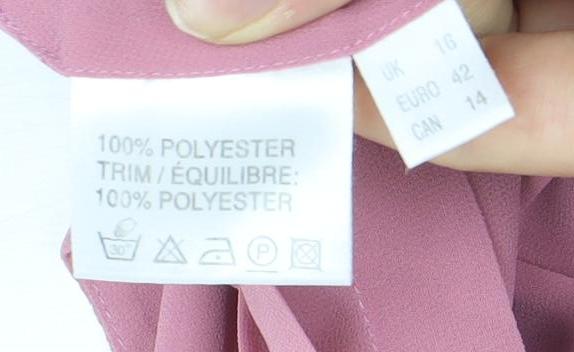 100% POLYESTER
TRIM / ÉQUILIBRE:
100% POLYESTER
30°
P
UK 16
EURO 42
CAN 14